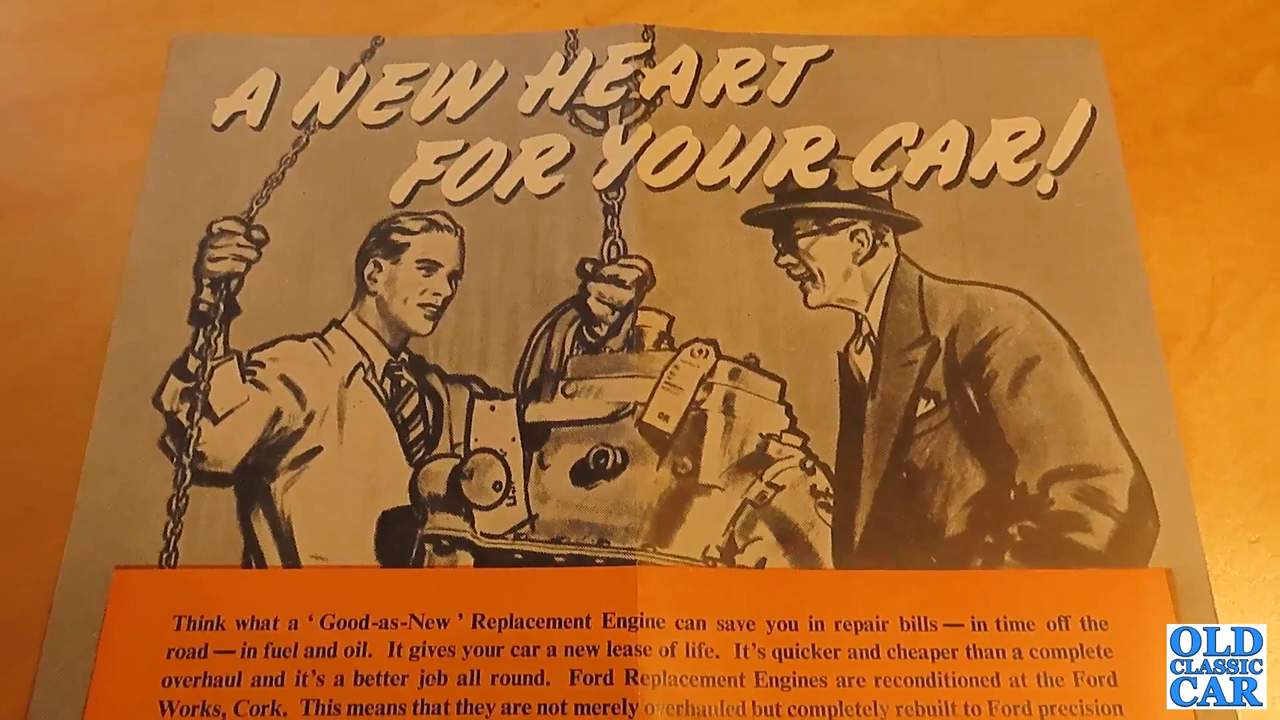 A NEW HEART
FOR YOUR CAR!
Think what a ‘ Good-as-New ’ Replacement Engine can save you in repair bills — in time off the
road — in fuel and oil. It gives your car a new lease of life. It's quicker and cheaper than a complete
overhaul and it's a better job all round. Ford Replacement Engines are reconditioned at the Ford
Works, Cork. This means that they are not merely overhauled but completely rebuilt to Ford precision
OLD
CLASSIC
CAR